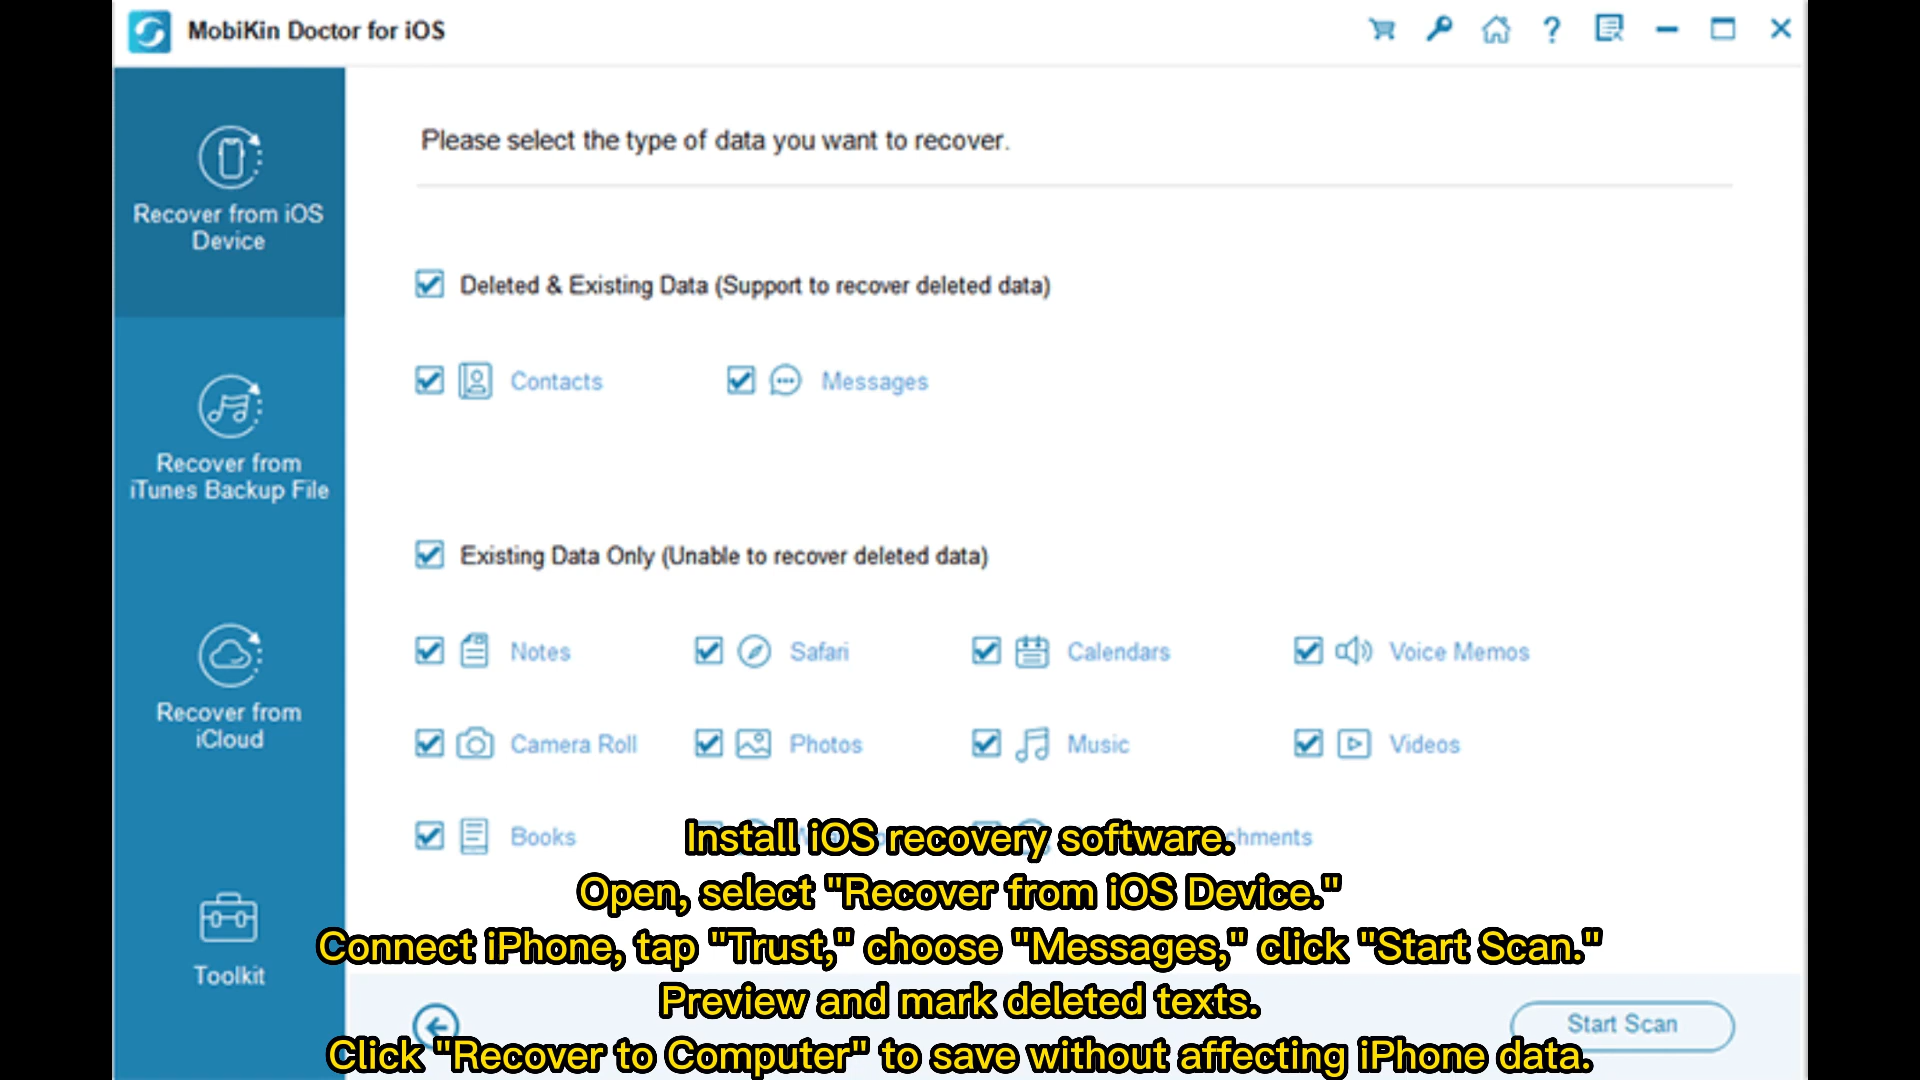 MobiKin Doctor for iOS
Recover from iOS
Device
Recover from
iTunes Backup File
Recover from
iCloud
Toolkit
Please select the type of data you want to recover.
Deleted & Existing Data (Support to recover deleted data)
Contacts
Messages
Existing Data Only (Unable to recover deleted data)
Notes
Safari
Calendars
Voice Memos
Camera Roll
Photos
Music
Videos
Books
Install iOS recovery software.
Open, select "Recover from iOS Device."
Connect iPhone, tap "Trust," choose "Messages," click "Start Scan."
Preview and mark deleted texts.
Click "Recover to Computer" to save without affecting iPhone data.
Start Scan